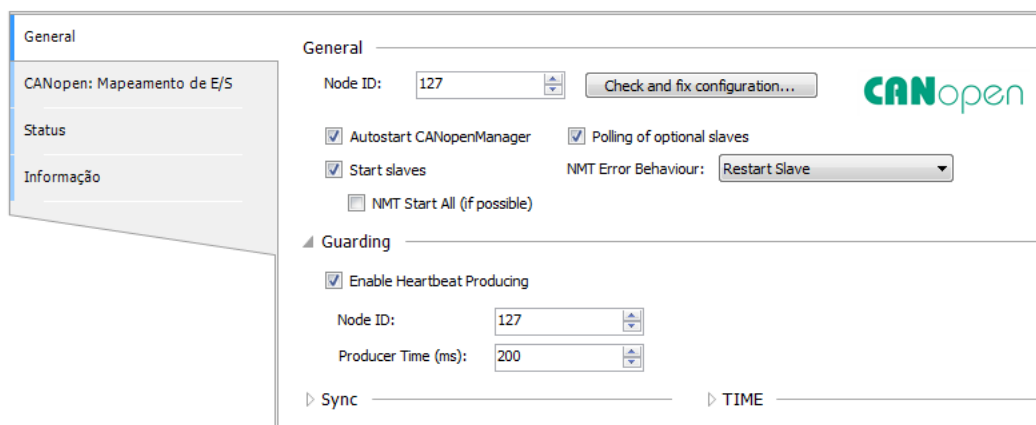 General
CANopen: Mapeamento de E/S
Status
Informação
General
Node ID: 127 Check and fix configuration... CANopen
Autostart CANopenManager Polling of optional slaves
Start slaves NMT Error Behaviour: Restart Slave
NMT Start All (if possible)
Guarding
Enable Heartbeat Producing
Node ID: 127
Producer Time (ms): 200
Sync TIME